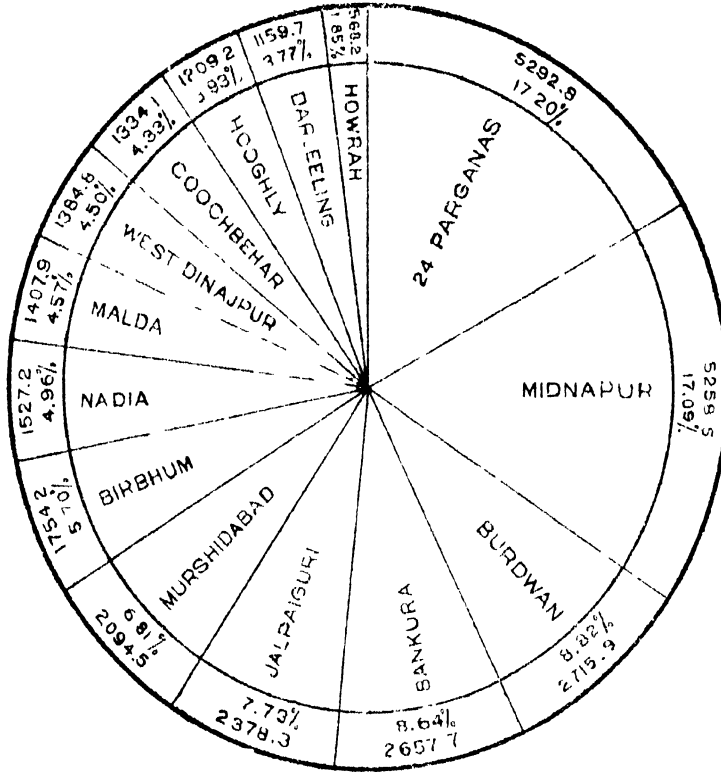 5292.8
17.20%
24 PARGANAS
5258.5
17.09%
MIDNAPUR
8.82%
2715.9
BURDWAN
8.64%
2657.7
BANKURA
7.73%
2378.3
JALPAIGURI
6.81%
2094.5
MURSHIDABAD
1754.2
5.70%
BIRBHUM
1527.2
4.96%
NADIA
1407.9
4.57%
MALDA
1384.8
4.50%
WEST DINAJPUR
1334.1
4.33%
COOCHBEHAR
1209.2
3.93%
HOOGHLY
1159.7
3.77%
DARJEELING
568.2
1.85%
HOWRAH